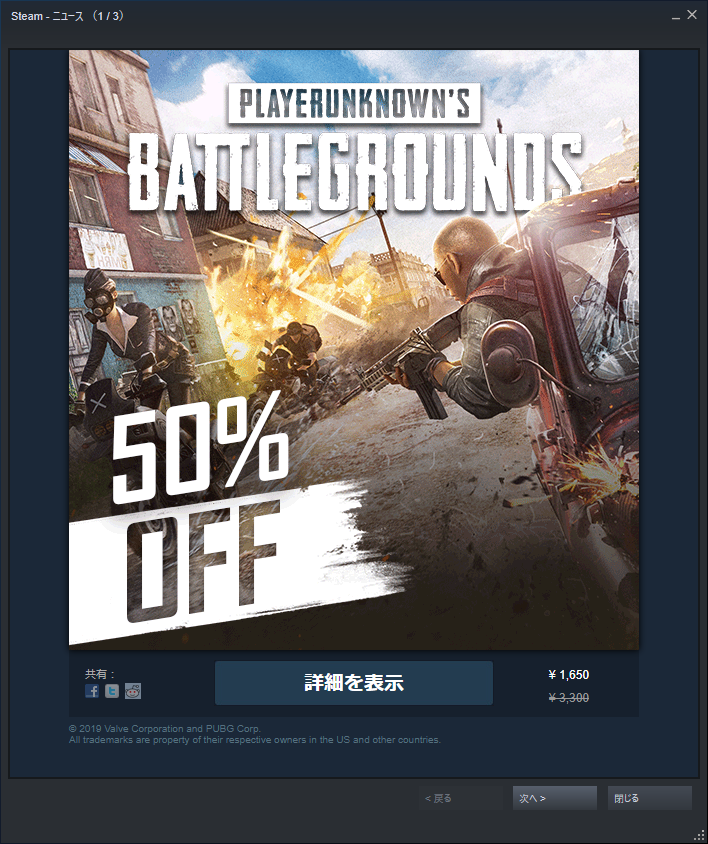 Steam - ニュース （1 / 3）
PLAYERUNKNOWN'S
BATTLEGROUNDS
50%
OFF
共有：
詳細を表示
¥ 1,650
¥ 3,300
© 2019 Valve Corporation and PUBG Corp.
All trademarks are property of their respective owners in the US and other countries.
< 戻る
次へ >
閉じる